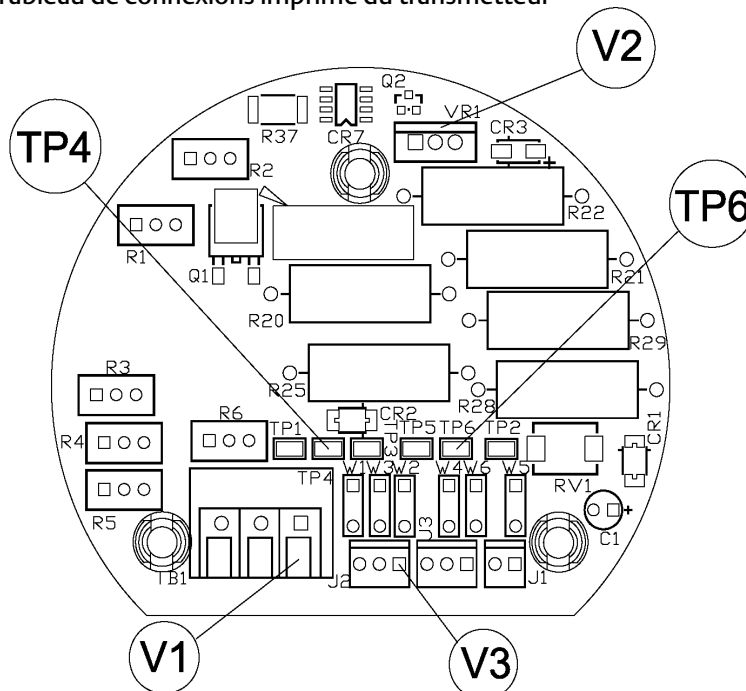 Tableau de connexions imprimé du transmetteur
V2
Q2
VR1
CR3
+
R37
CR7
TP4
R2
TP6
R22
R1
Q1
R21
R20
R29
R3
R25
R28
CR2
R6
TP1
TP3
TP5
TP6
TP2
CR1
R4
TP4
W1
W3
W2
W4
W6
W5
RV1
R5
J3
+
C1
TB1
J2
J1
V1
V3